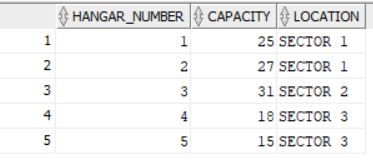 HANGAR_NUMBER CAPACITY LOCATION
1 1 25 SECTOR 1
2 2 27 SECTOR 1
3 3 31 SECTOR 2
4 4 18 SECTOR 3
5 5 15 SECTOR 3